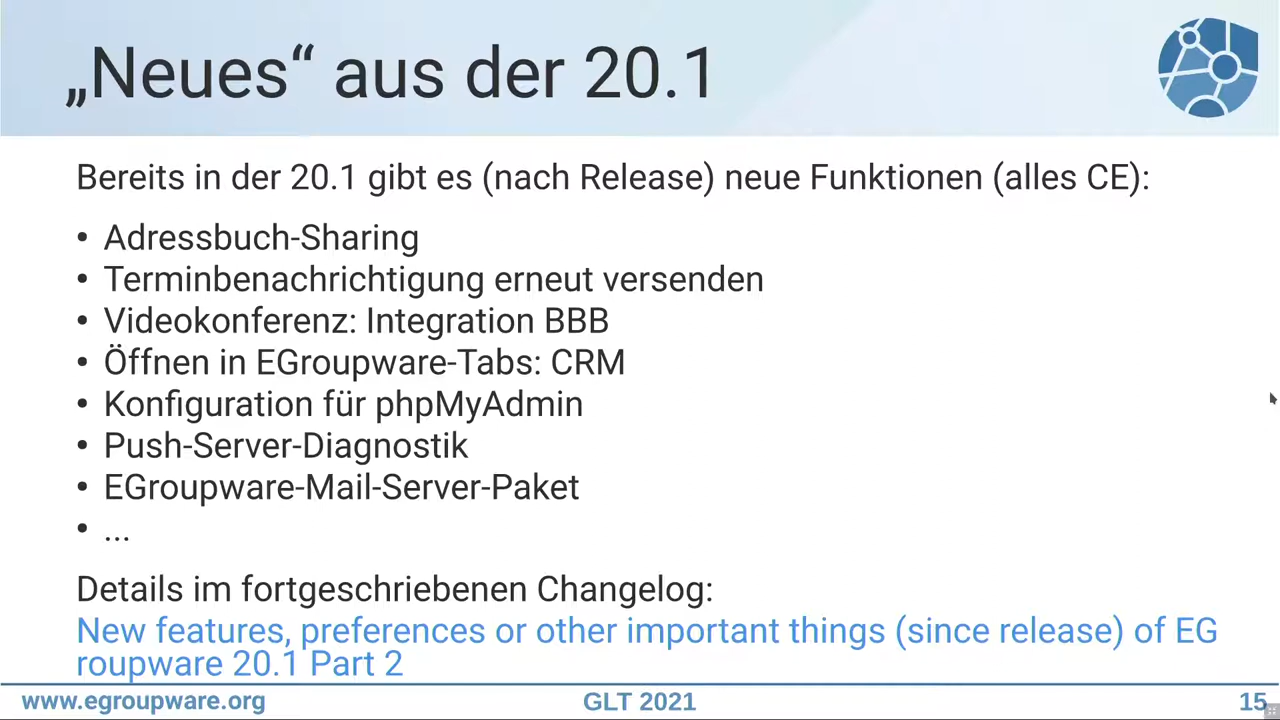 „Neues“ aus der 20.1
Bereits in der 20.1 gibt es (nach Release) neue Funktionen (alles CE):
• Adressbuch-Sharing
• Terminbenachrichtigung erneut versenden
• Videokonferenz: Integration BBB
• Öffnen in EGroupware-Tabs: CRM
• Konfiguration für phpMyAdmin
• Push-Server-Diagnostik
• EGroupware-Mail-Server-Paket
• ...
Details im fortgeschriebenen Changelog:
New features, preferences or other important things (since release) of EG
roupware 20.1 Part 2
www.egroupware.org GLT 2021 15